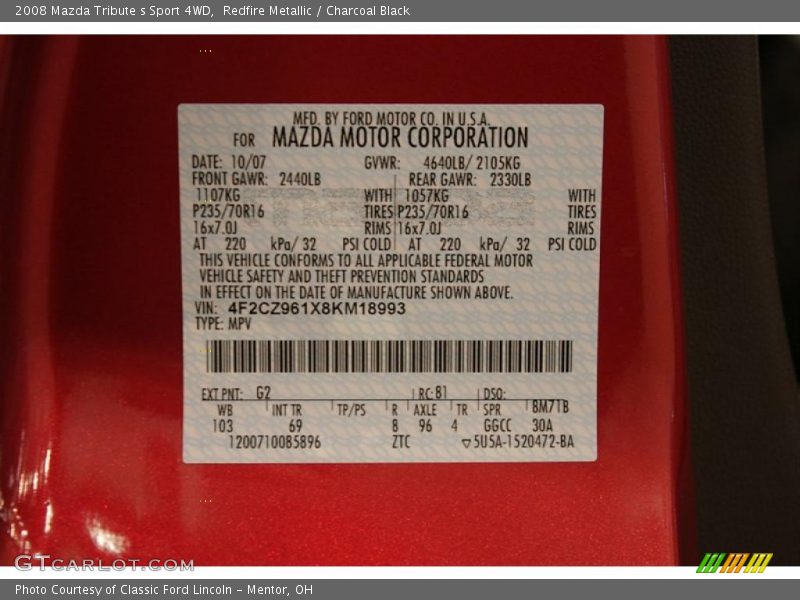 2008 Mazda Tribute s Sport 4WD,  Redfire Metallic / Charcoal Black
MFD. BY FORD MOTOR CO. IN U.S.A.
FOR MAZDA MOTOR CORPORATION
DATE: 10/07 GVWR: 4640LB/ 2105KG
FRONT GAWR: 2440LB REAR GAWR: 2330LB
1107KG WITH 1057KG WITH
P235/70R16 TIRES P235/70R16 TIRES
16x7.0J RIMS 16x7.0J RIMS
AT 220 kPa/ 32 PSI COLD AT 220 kPa/ 32 PSI COLD
THIS VEHICLE CONFORMS TO ALL APPLICABLE FEDERAL MOTOR
VEHICLE SAFETY AND THEFT PREVENTION STANDARDS
IN EFFECT ON THE DATE OF MANUFACTURE SHOWN ABOVE.
VIN: 4F2CZ961X8KM18993
TYPE: MPV
EXT PNT: G2 RC: 81 DSO:
WB INT TR TP/PS R AXLE TR SPR 8M71B
103 69 8 96 4 GGCC 30A
1200710085896 ZTC ▽5U5A-1520472-BA
GTCARLOT.COM
Photo Courtesy of Classic Ford Lincoln - Mentor, OH